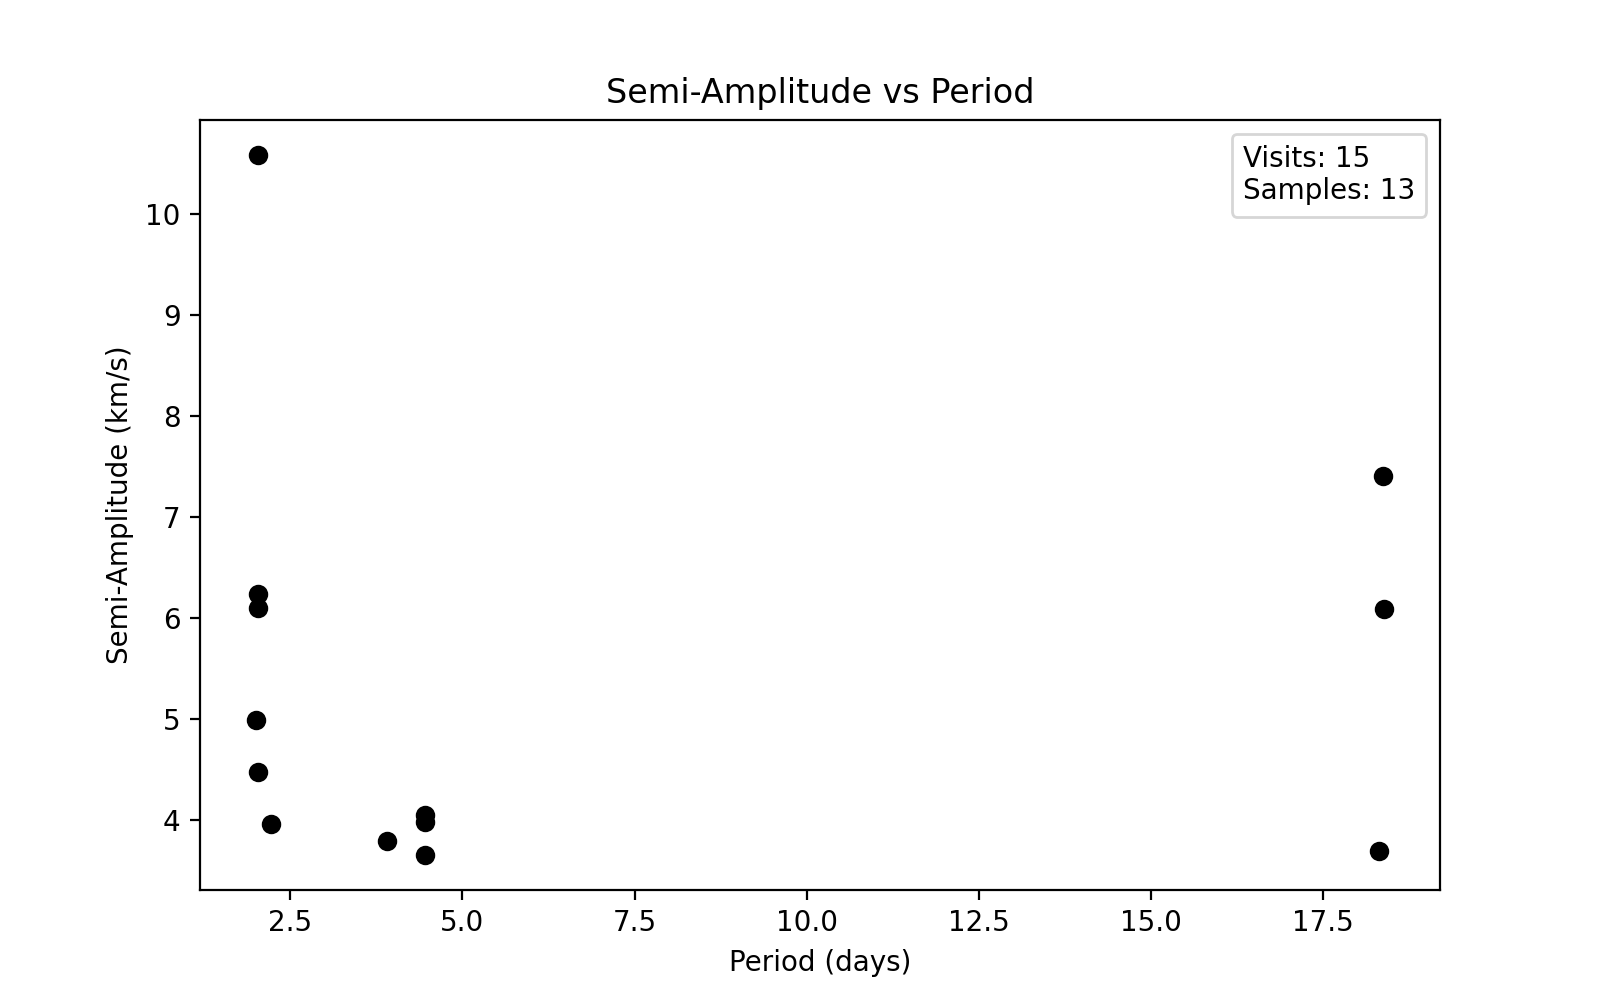 Semi-Amplitude vs Period
Visits: 15
Samples: 13
10
9
8
7
6
5
4
Semi-Amplitude (km/s)
2.5 5.0 7.5 10.0 12.5 15.0 17.5
Period (days)